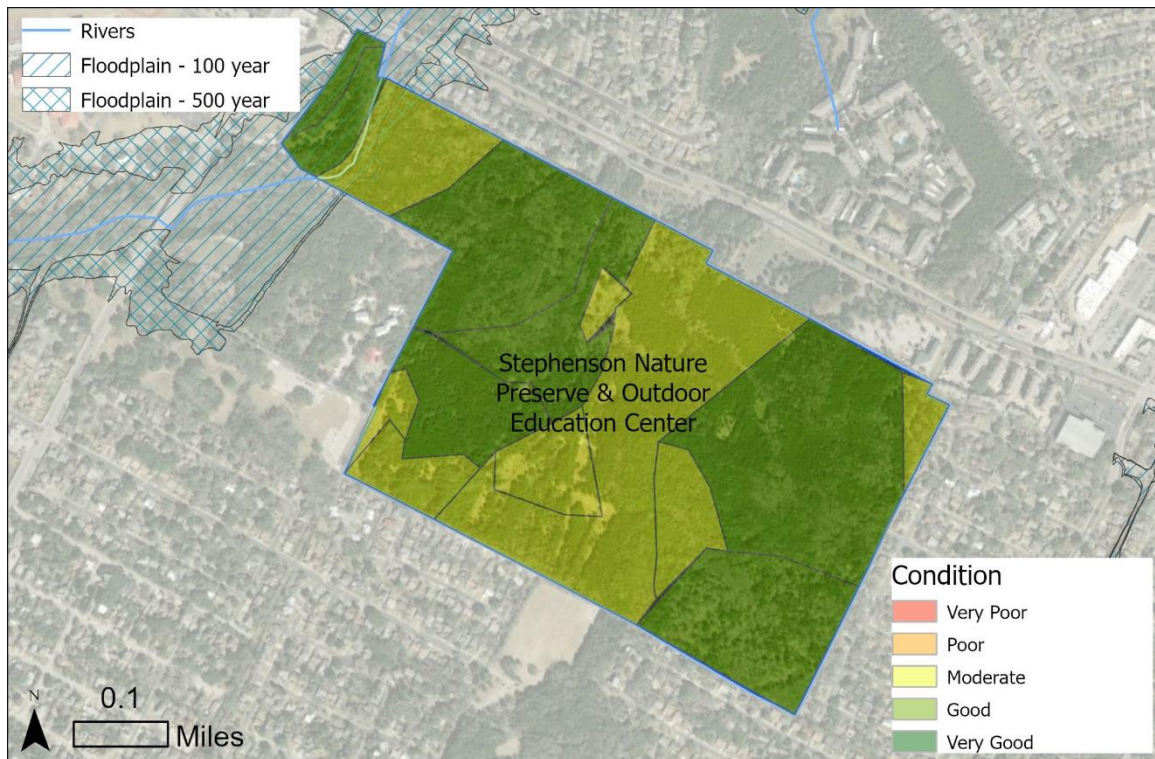 Rivers
Floodplain - 100 year
Floodplain - 500 year
Stephenson Nature
Preserve & Outdoor
Education Center
Condition
Very Poor
Poor
Moderate
Good
Very Good
N
0.1
Miles